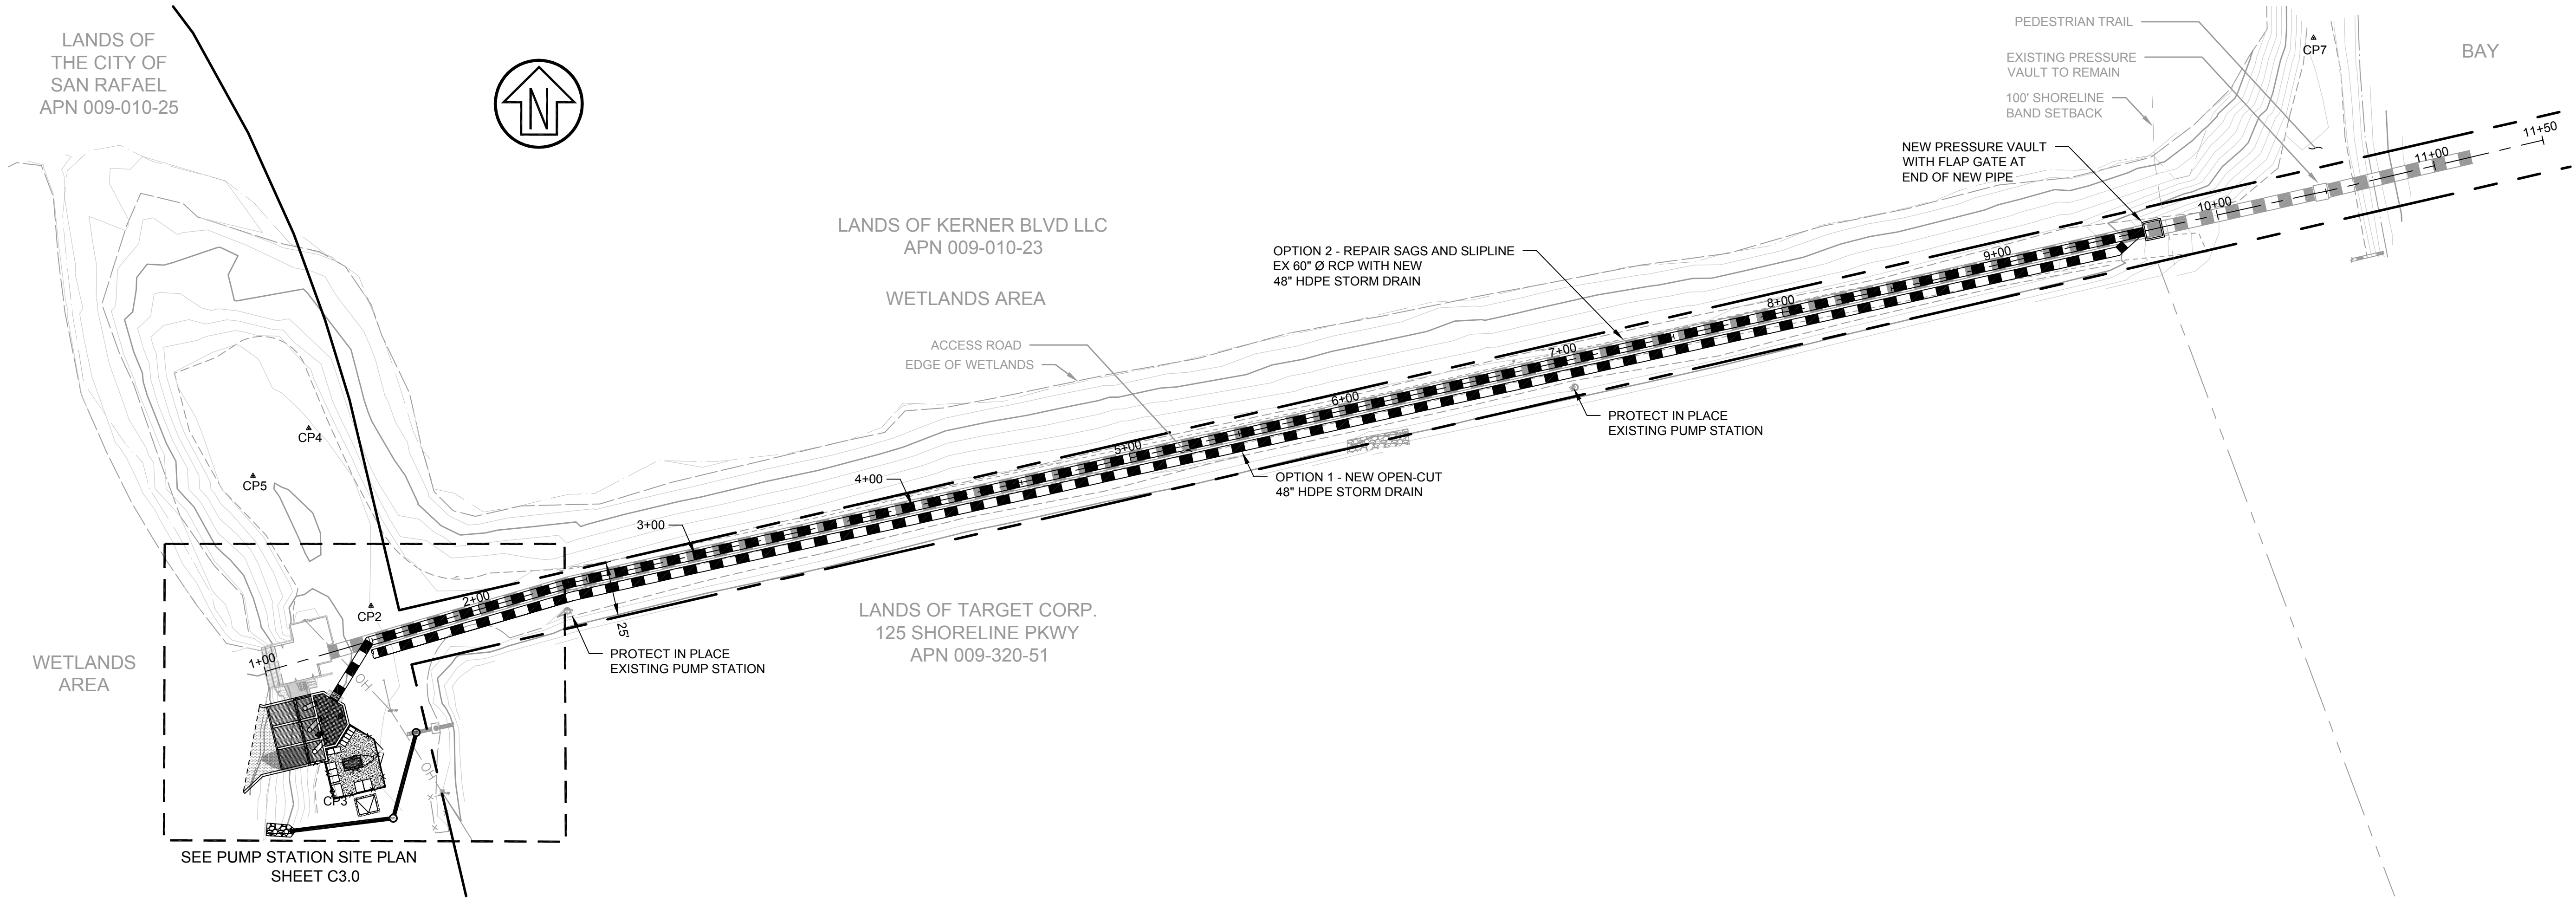 LANDS OF
THE CITY OF
SAN RAFAEL
APN 009-010-25
N
PEDESTRIAN TRAIL
EXISTING PRESSURE
VAULT TO REMAIN
100' SHORELINE
BAND SETBACK
CP7
BAY
NEW PRESSURE VAULT
WITH FLAP GATE AT
END OF NEW PIPE
11+50
11+00
10+00
LANDS OF KERNER BLVD LLC
APN 009-010-23
WETLANDS AREA
OPTION 2 - REPAIR SAGS AND SLIPLINE
EX 60" Ø RCP WITH NEW
48" HDPE STORM DRAIN
9+00
8+00
7+00
6+00
5+00
4+00
3+00
2+00
1+00
ACCESS ROAD
EDGE OF WETLANDS
PROTECT IN PLACE
EXISTING PUMP STATION
OPTION 1 - NEW OPEN-CUT
48" HDPE STORM DRAIN
CP4
CP5
CP2
25'
LANDS OF TARGET CORP.
125 SHORELINE PKWY
APN 009-320-51
PROTECT IN PLACE
EXISTING PUMP STATION
WETLANDS
AREA
OH
OH
CP3
SEE PUMP STATION SITE PLAN
SHEET C3.0